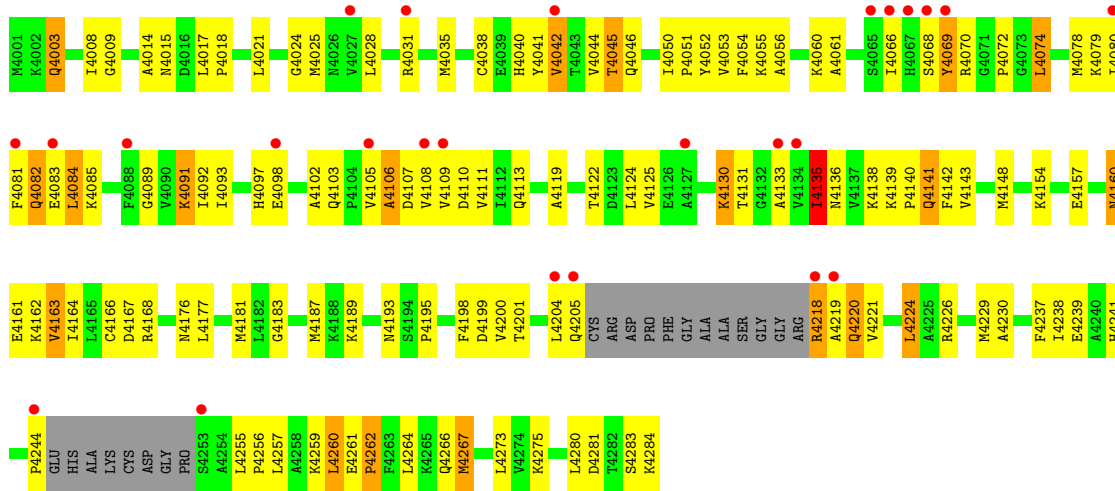 M4001 K4002 Q4003 I4008 G4009 A4014 N4015 D4016 L4017 P4018 L4021 G4024 M4025 N4026 V4027 L4028 R4031 M4035 C4038 E4039 H4040 Y4041 V4042 T4043 V4044 T4045 Q4046 I4050 P4051 Y4052 V4053 F4054 K4055 A4056 K4060 A4061 S4065 I4066 H4067 S4068 Y4069 R4070 G4071 P4072 G4073 L4074 M4078 K4079
F4081 Q4082 E4083 L4084 K4085 F4088 G4089 V4090 K4091 I4092 I4093 H4097 E4098 A4102 Q4103 P4104 V4105 A4106 D4107 V4108 V4109 D4110 V4111 I4112 Q4113 A4119 T4122 D4123 L4124 V4125 E4126 A4127 K4130 T4131 G4132 A4133 V4134 I4135 N4136 V4137 K4138 K4139 P4140 Q4141 F4142 V4143 M4148 K4154 E4157 N4160
E4161 K4162 V4163 I4164 L4165 C4166 D4167 R4168 N4176 L4177 M4181 L4182 G4183 M4187 K4188 K4189 N4193 S4194 P4195 F4198 D4199 V4200 T4201 L4204 Q4205 CYS ARG ASP PRO PHE GLY ALA ALA SER GLY GLY ARG R4218 A4219 Q4220 V4221 L4224 A4225 R4226 M4229 A4230 F4237 I4238 E4239 A4240 H4241
P4244 GLU HIS ALA LYS CYS ASP GLY PRO S4253 A4254 L4255 P4256 L4257 A4258 K4259 L4260 E4261 P4262 F4263 L4264 K4265 Q4266 M4267 L4273 V4274 K4275 L4280 D4281 T4282 S4283 K4284